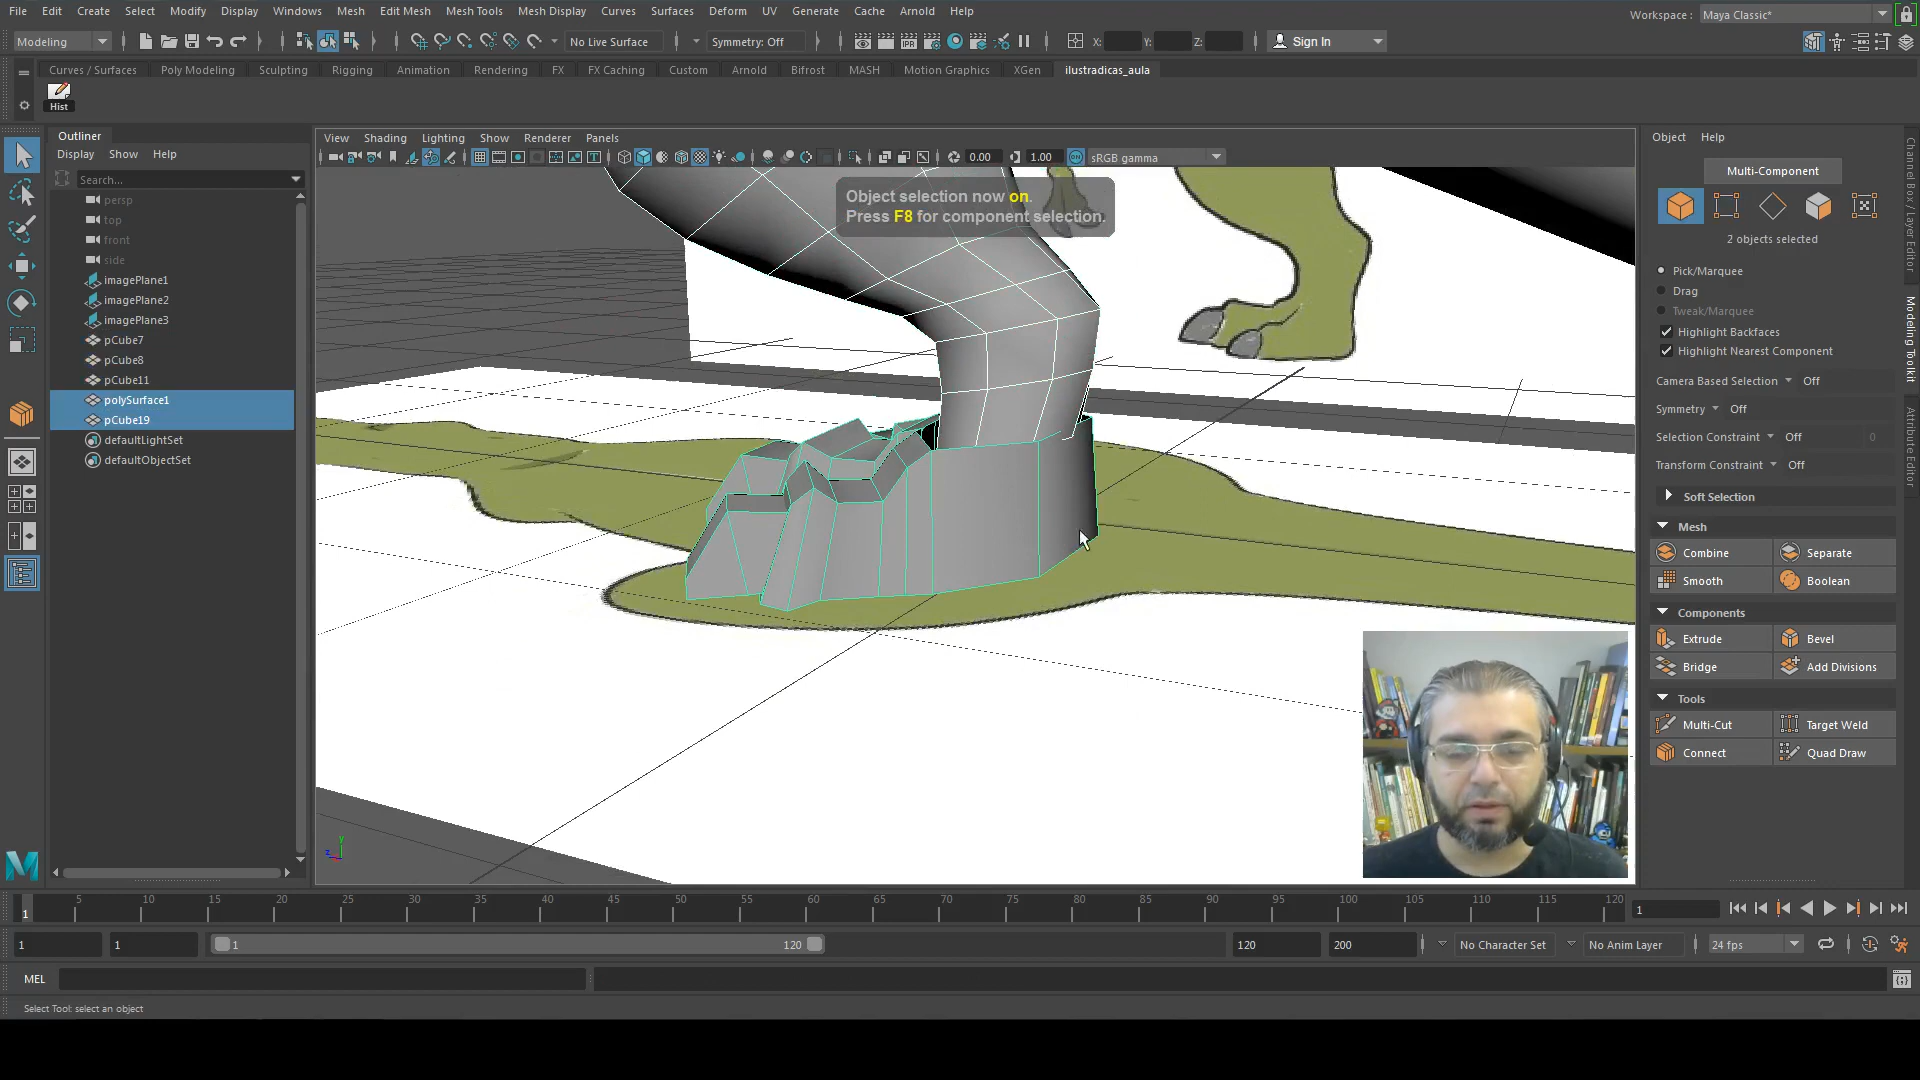 File Edit Create Select Modify Display Windows Mesh Edit Mesh Mesh Tools Mesh Display Curves Surfaces Deform UV Generate Cache Arnold Help
Workspace : Maya Classic*
Modeling No Live Surface Symmetry: Off X: Y: Z: Sign In
Curves / Surfaces Poly Modeling Sculpting Rigging Animation Rendering FX FX Caching Custom Arnold Bifrost MASH Motion Graphics XGen ilustradicas_aula
Hist
Outliner
Display Show Help
Search...
persp
top
front
side
imagePlane1
imagePlane2
imagePlane3
pCube7
pCube8
pCube11
polySurface1
pCube19
defaultLightSet
defaultObjectSet
View Shading Lighting Show Renderer Panels
0.00 1.00 sRGB gamma
Object selection now on.
Press F8 for component selection.
Object Help
Multi-Component
2 objects selected
Pick/Marquee
Drag
Tweak/Marquee
Highlight Backfaces
Highlight Nearest Component
Camera Based Selection Off
Symmetry Off
Selection Constraint Off 0
Transform Constraint Off
Soft Selection
Mesh
Combine Separate
Smooth Boolean
Components
Extrude Bevel
Bridge Add Divisions
Tools
Multi-Cut Target Weld
Connect Quad Draw
Channel Box / Layer Editor
Modeling Toolkit
Attribute Editor
y
z
1 5 10 15 20 25 30 35 40 45 50 55 60 65 70 75 80 85 90 95 100 105 110 115 120
1
1 1 1 120 120 200 No Character Set No Anim Layer 24 fps
MEL
Select Tool: select an object